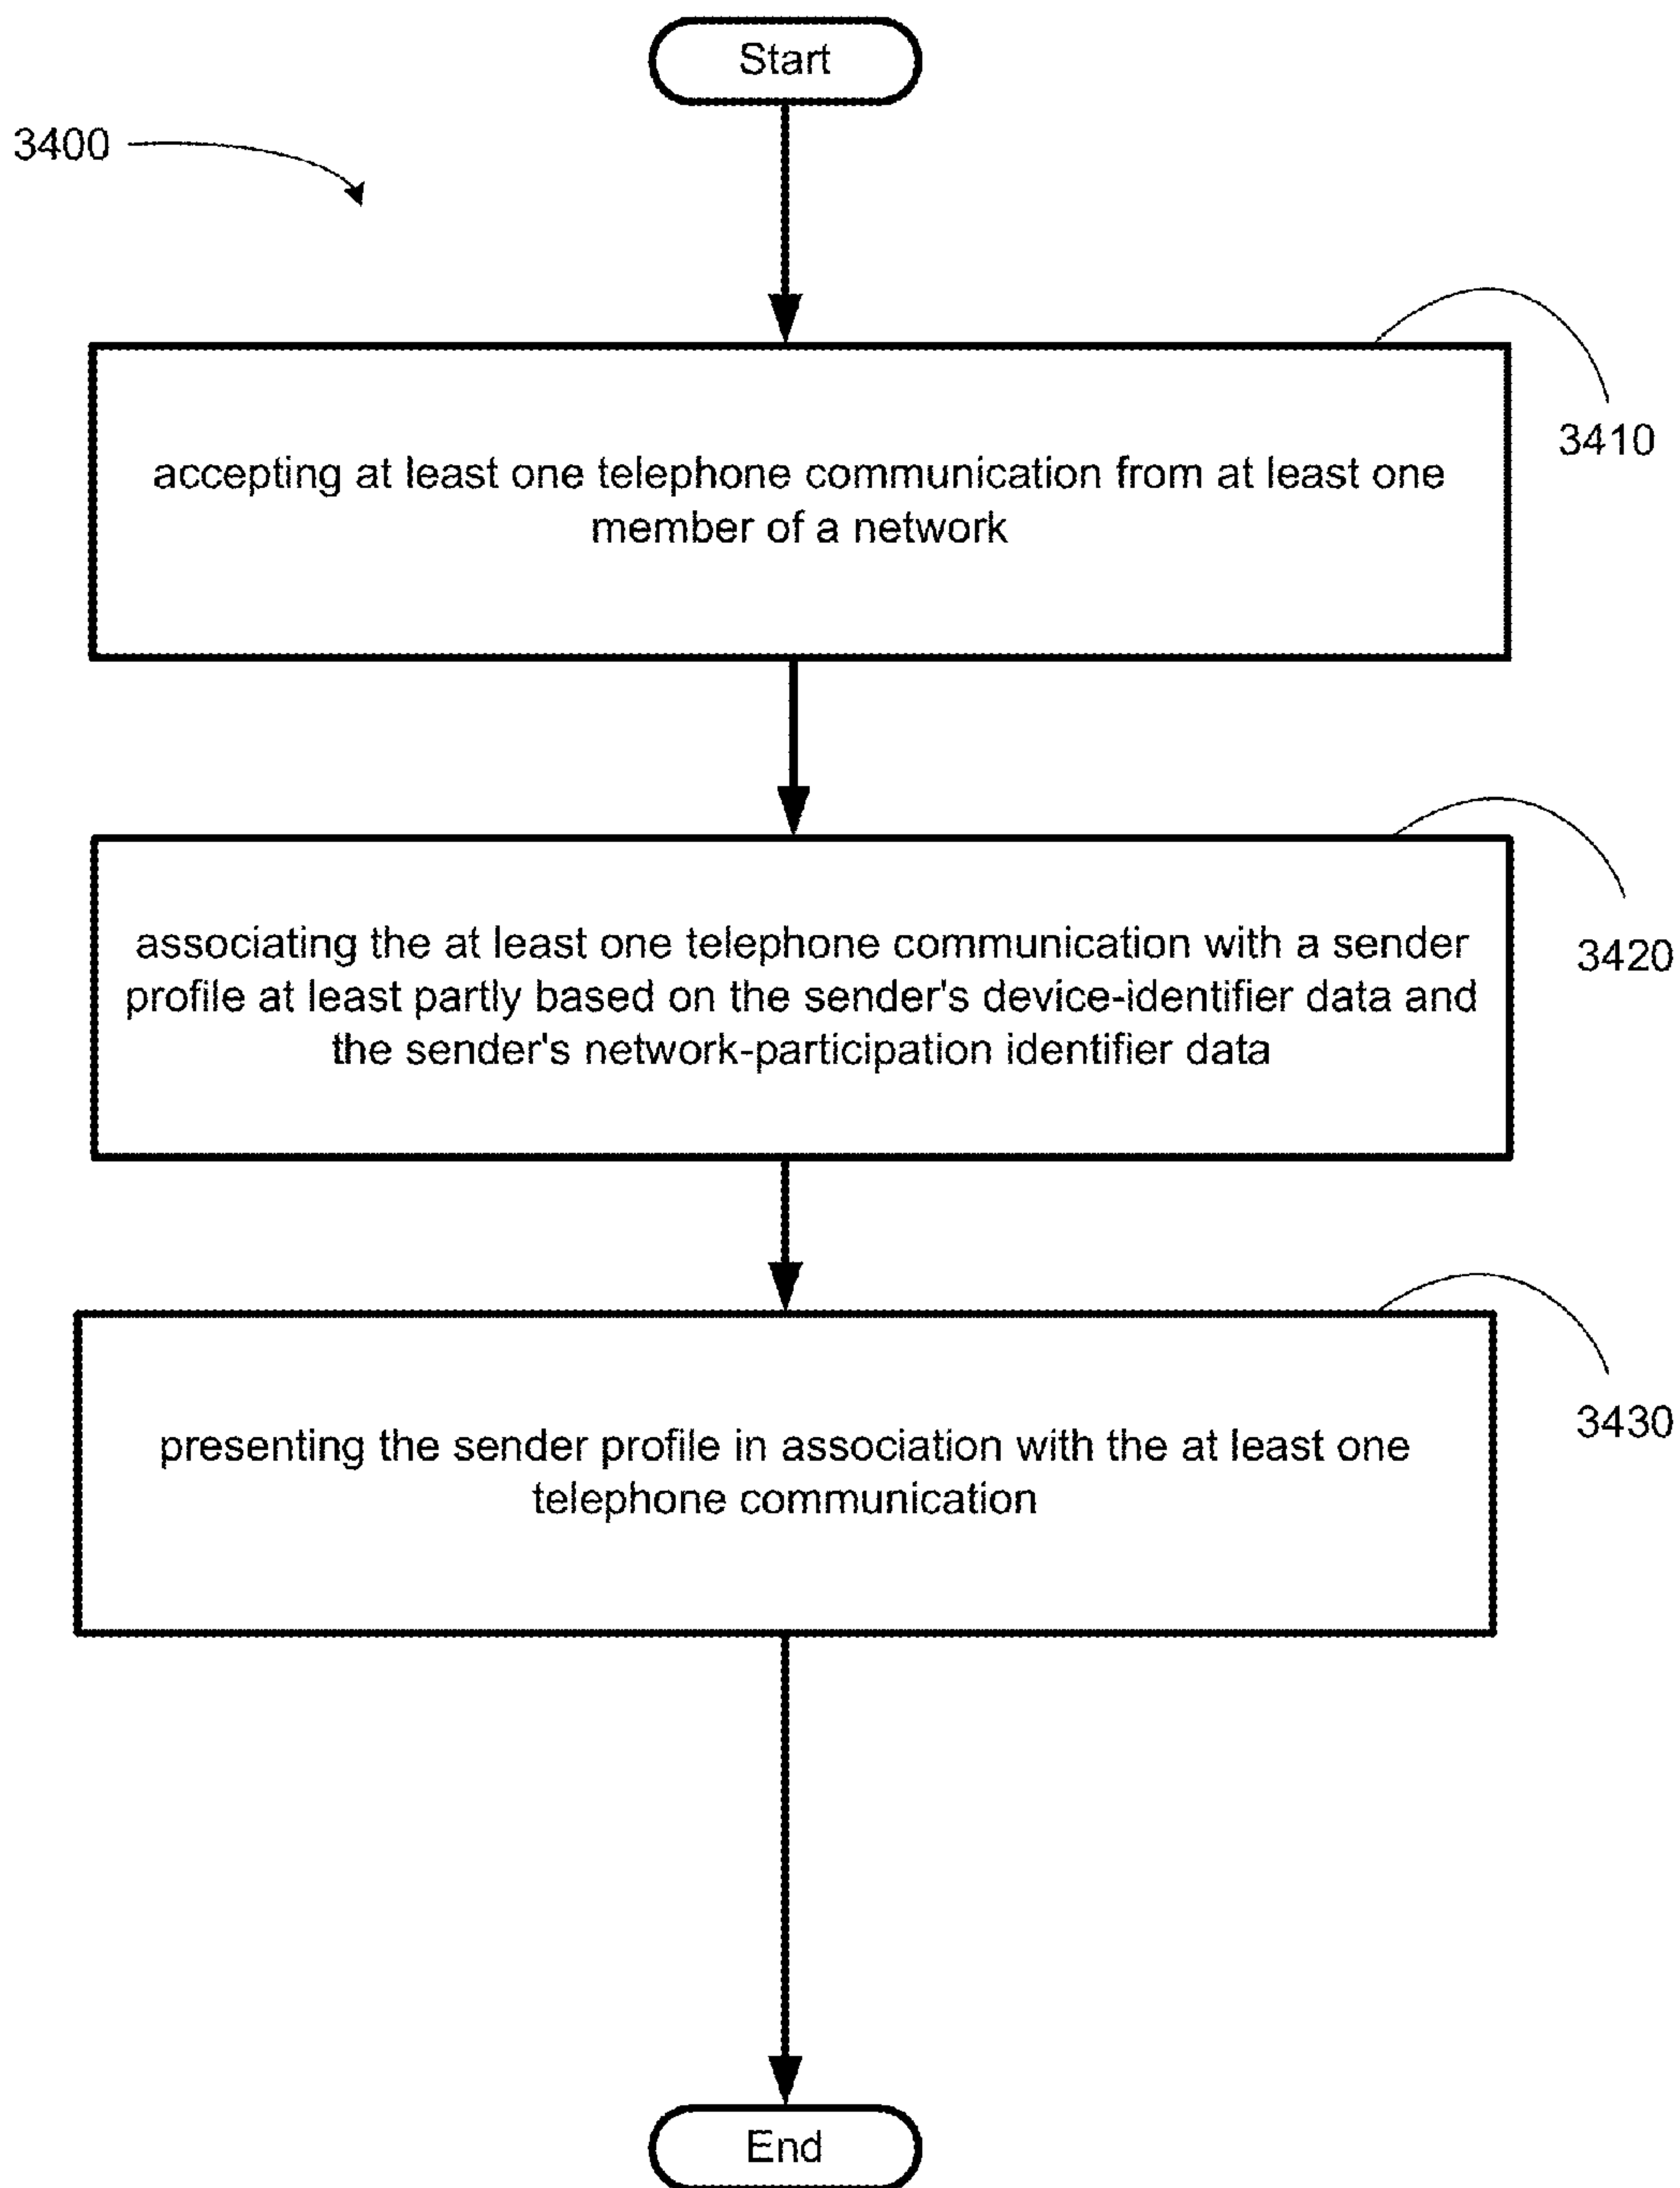 Start
3400
3410
accepting at least one telephone communication from at least one
member of a network
3420
associating the at least one telephone communication with a sender
profile at least partly based on the sender's device-identifier data and
the sender's network-participation identifier data
3430
presenting the sender profile in association with the at least one
telephone communication
End